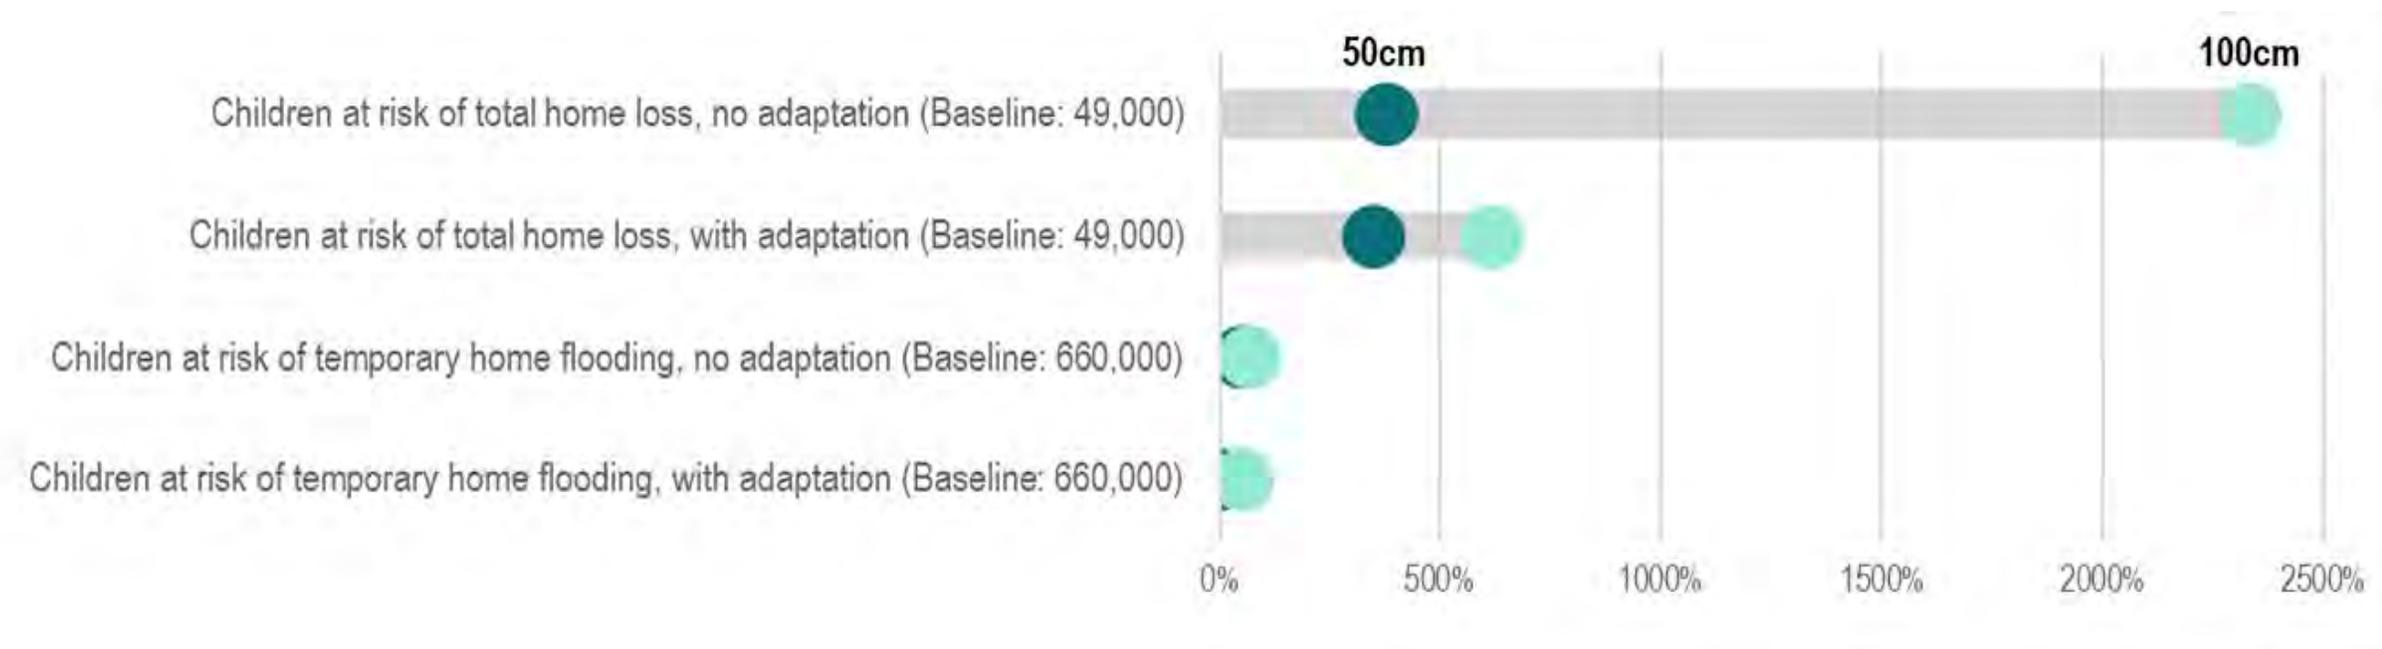 50cm 100cm
Children at risk of total home loss, no adaptation (Baseline: 49,000)
Children at risk of total home loss, with adaptation (Baseline: 49,000)
Children at risk of temporary home flooding, no adaptation (Baseline: 660,000)
Children at risk of temporary home flooding, with adaptation (Baseline: 660,000)
0% 500% 1000% 1500% 2000% 2500%